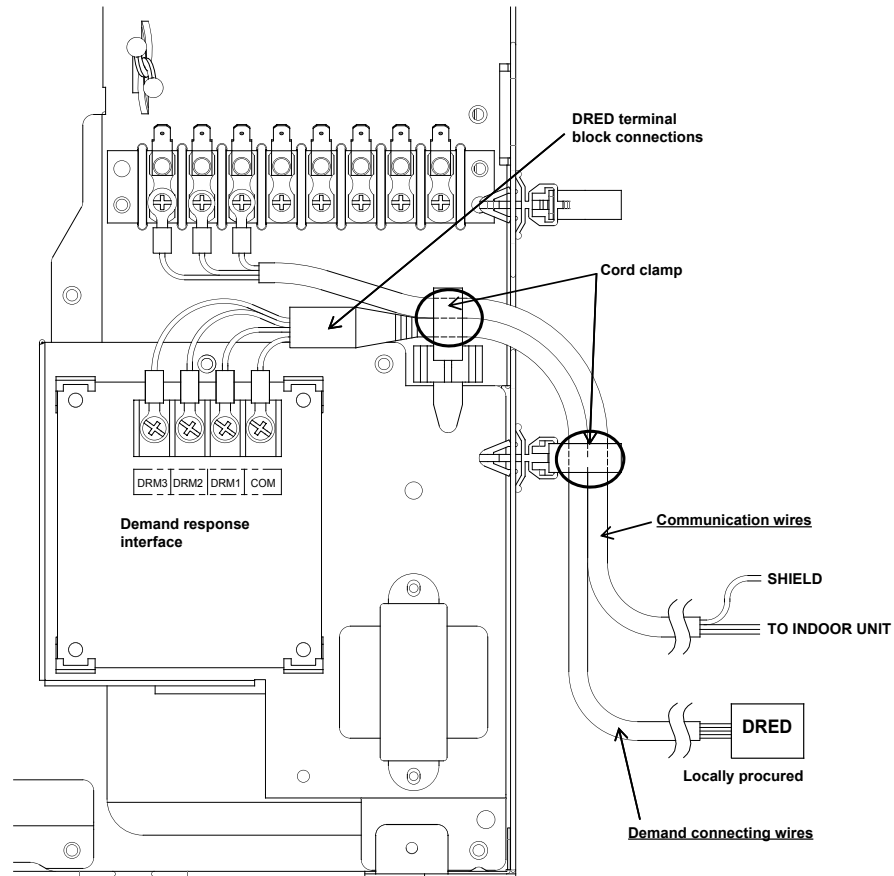 DRED terminal
block connections
Cord clamp
DRM3 DRM2 DRM1 COM
Demand response
interface
Communication wires
SHIELD
TO INDOOR UNIT
DRED
Locally procured
Demand connecting wires